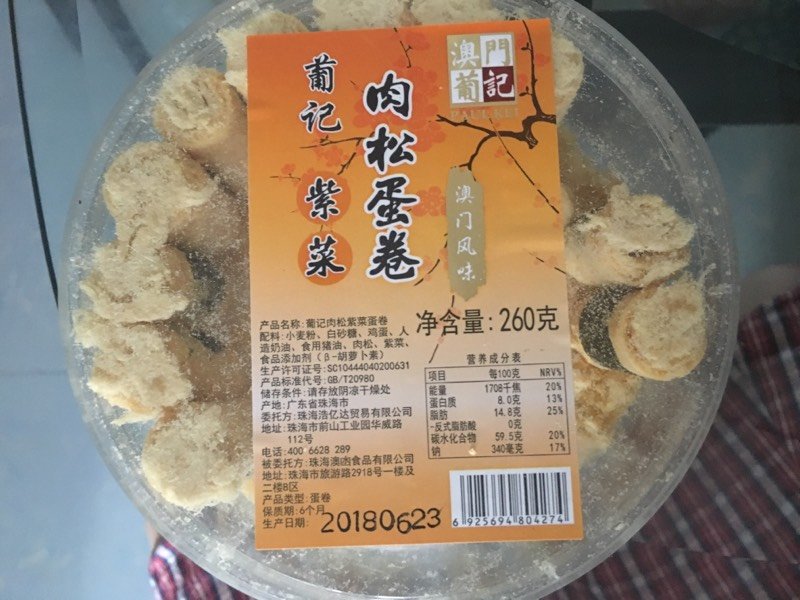 澳門
葡記
PAUL KEI
葡记
紫菜
肉松蛋卷
澳门风味
净含量: 260克
产品名称: 葡记肉松紫菜蛋卷
配料: 小麦粉、白砂糖、鸡蛋、人
造奶油、食用猪油、肉松、紫菜、
食品添加剂（β-胡萝卜素）
生产许可证号: SC10444040200631
产品标准代号: GB/T20980
储存条件: 请存放阴凉干燥处
产地: 广东省珠海市
委托方: 珠海浩亿达贸易有限公司
地址: 珠海市前山工业园华威路
112号
电话: 400 6628 289
被委托方: 珠海澳凼食品有限公司
地址: 珠海市旅游路2918号一楼及
二楼B区
产品类型: 蛋卷
保质期: 6个月
生产日期: 20180623
营养成分表
项目 每100克 NRV%
能量 1708千焦 20%
蛋白质 8.0克 13%
脂肪 14.8克 25%
-反式脂肪酸 0克
碳水化合物 59.5克 20%
钠 340毫克 17%
6 925694 804274